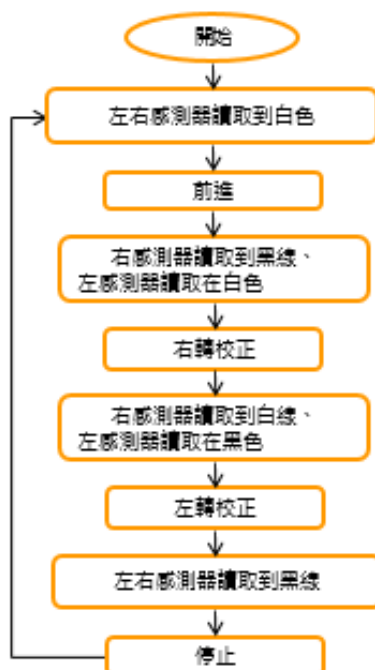 開始
左右感測器讀取到白色
前進
右感測器讀取到黑線、
左感測器讀取在白色
右轉校正
右感測器讀取到白線、
左感測器讀取在黑色
左轉校正
左右感測器讀取到黑線
停止